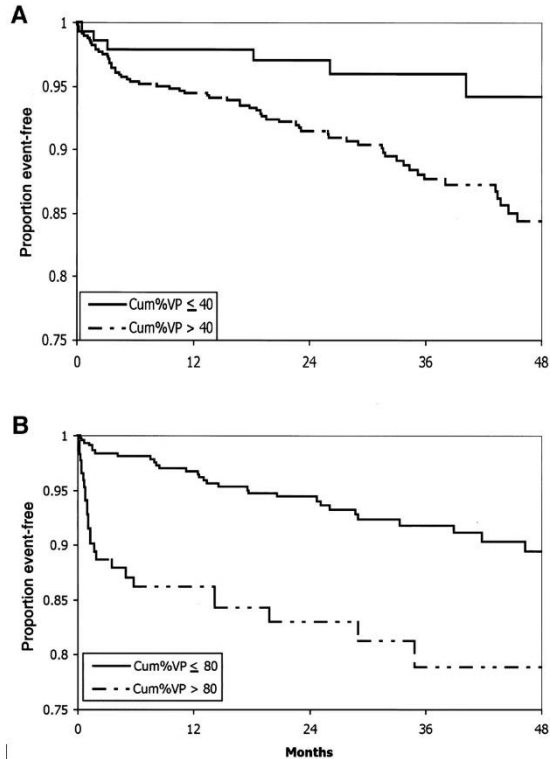 A
1
0.95
0.9
0.85
0.8
0.75
Proportion event-free
Cum%VP ≤ 40
Cum%VP > 40
0 12 24 36 48
B
1
0.95
0.9
0.85
0.8
0.75
Proportion event-free
Cum%VP ≤ 80
Cum%VP > 80
0 12 24 36 48
Months